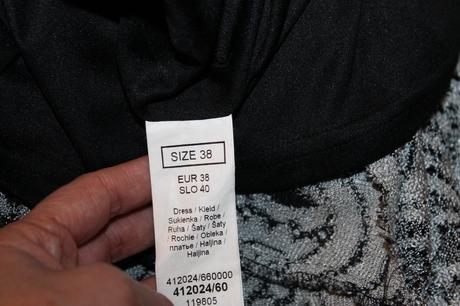 SIZE 38
EUR 38
SLO 40
Dress / Kleid /
Sukienka / Robe /
Ruha / Šaty / Šaty
/ Rochie / Obleka /
платье / Haljina /
Haljina
412024/660000
412024/60
119805